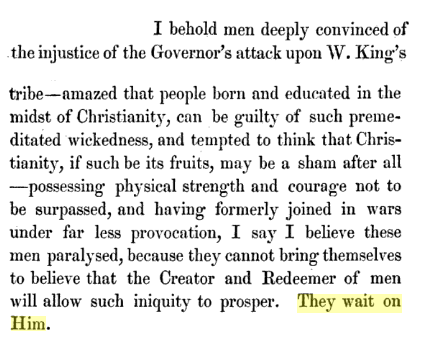 I behold men deeply convinced of
the injustice of the Governor's attack upon W. King's
tribe—amazed that people born and educated in the
midst of Christianity, can be guilty of such preme-
ditated wickedness, and tempted to think that Chris-
tianity, if such be its fruits, may be a sham after all
—possessing physical strength and courage not to
be surpassed, and having formerly joined in wars
under far less provocation, I say I believe these
men paralysed, because they cannot bring themselves
to believe that the Creator and Redeemer of men
will allow such iniquity to prosper. They wait on
Him.